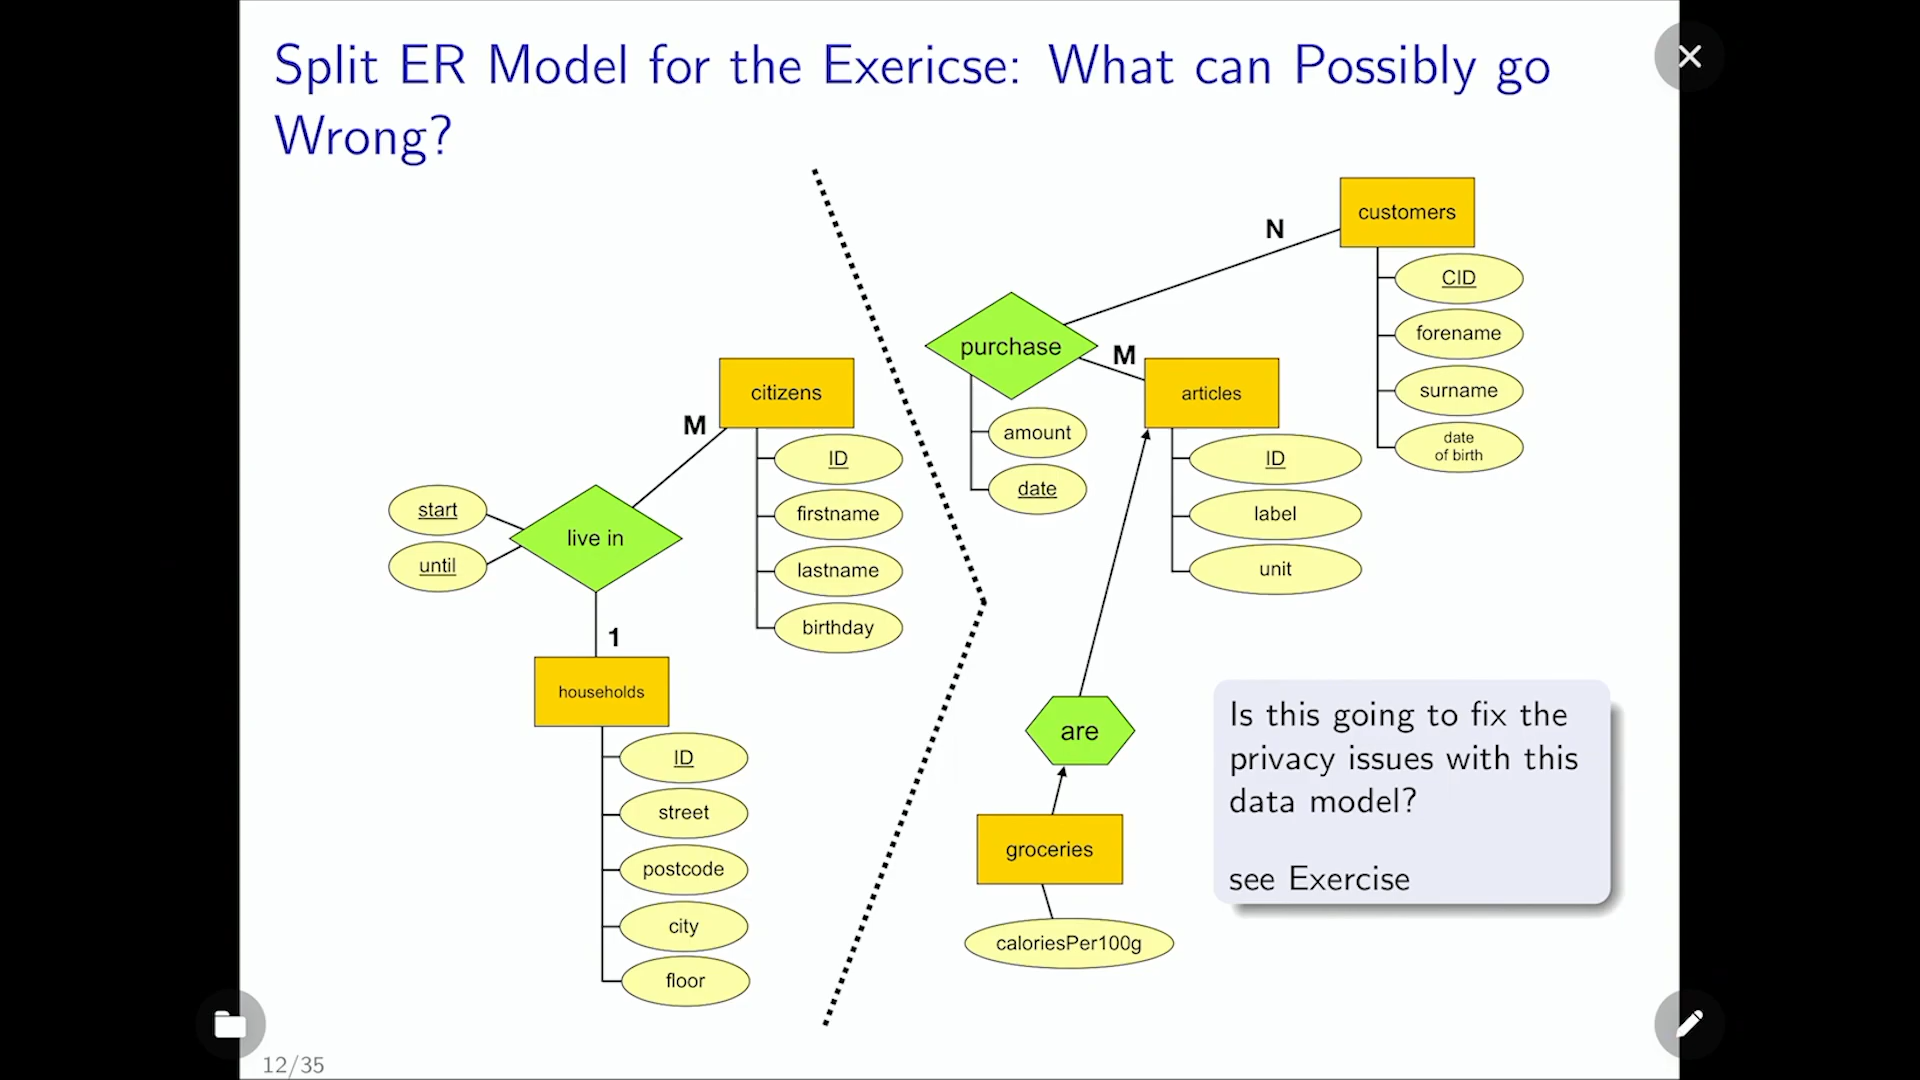 Split ER Model for the Exericse: What can Possibly go
Wrong?
customers
N
CID
forename
surname
date
of birth
purchase
M
articles
amount
date
ID
label
unit
citizens
M
ID
firstname
lastname
birthday
start
until
live in
1
households
ID
street
postcode
city
floor
are
groceries
caloriesPer100g
Is this going to fix the
privacy issues with this
data model?
see Exercise
12/35